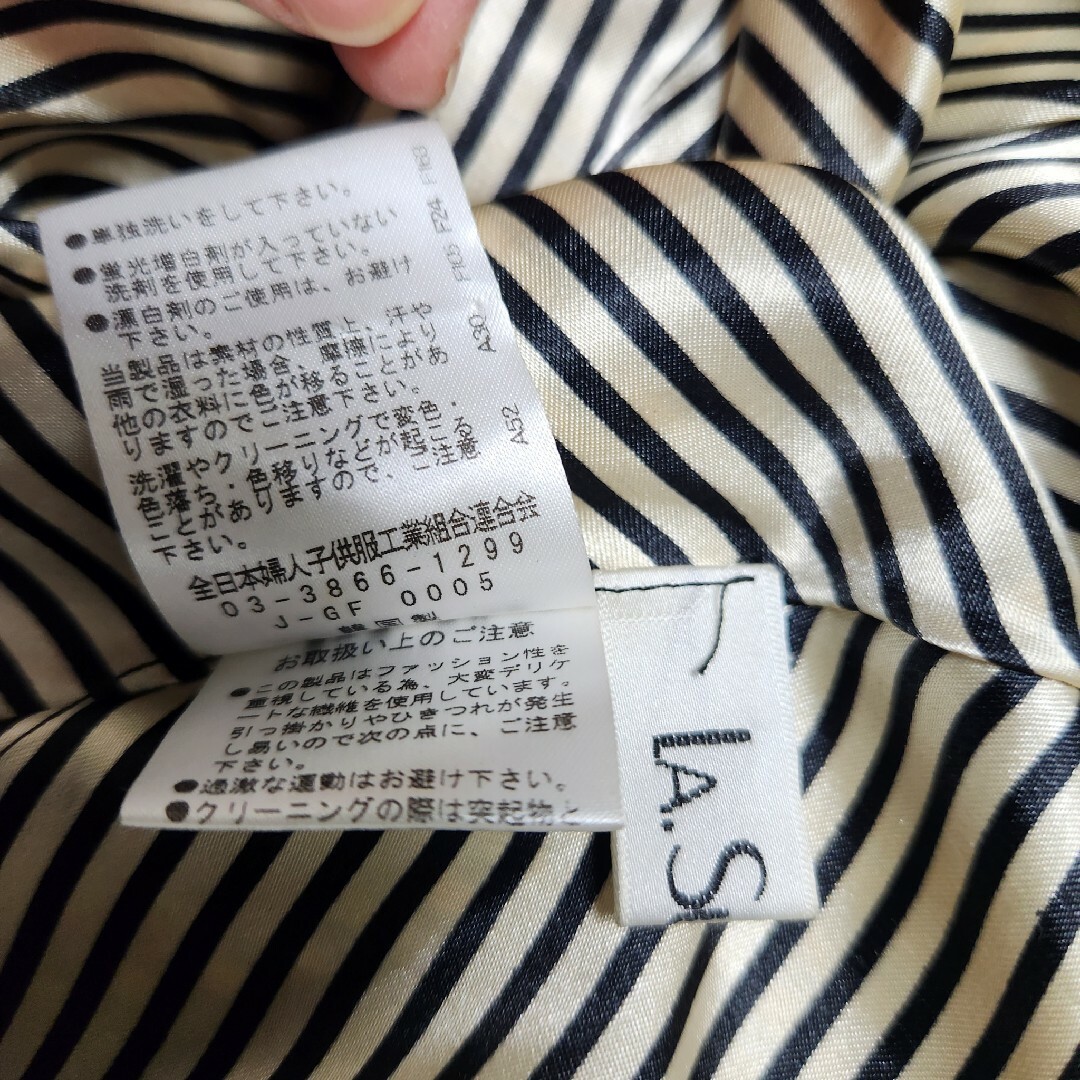 ●単独洗いをして下さい。
●蛍光増白剤が入っていない
洗剤を使用して下さい。
●漂白剤のご使用は、お避け
下さい。
当製品は素材の性質上、汗や
雨で湿った場合、摩擦により
他の衣料に色が移ることがあ
りますのでご注意下さい。
洗濯やクリーニングで変色・
色落ち・色移りなどが起こる
ことがありますので、ご注意
下さい。
全日本婦人子供服工業組合連合会
03-3866-1299
J-GF 0005
韓国製
F24 F163
A52
お取扱い上のご注意
●この製品はファッション性を
重視している為、大変デリケ
ートな繊維を使用しています。
引っ掛かりやひきつれが発生
し易いので次の点に、ご注意
下さい。
●過激な運動はお避け下さい。
●クリーニングの際は突起物と
LA.S